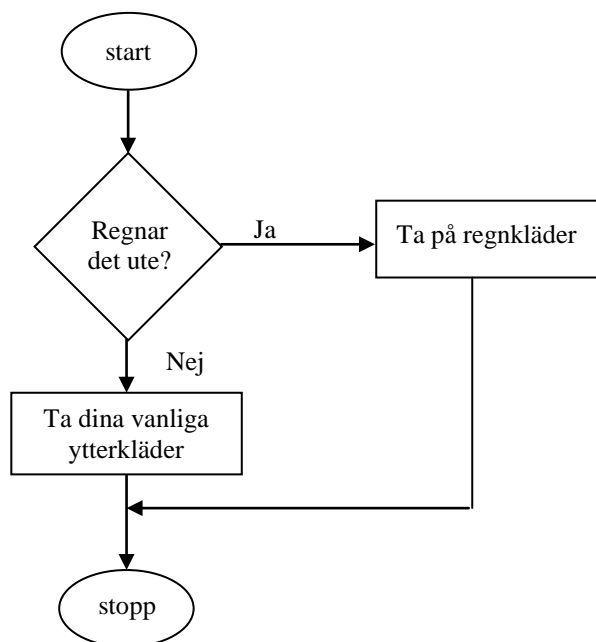 start
Regnar
det ute?
Ja
Ta på regnkläder
Nej
Ta dina vanliga
ytterkläder
stopp